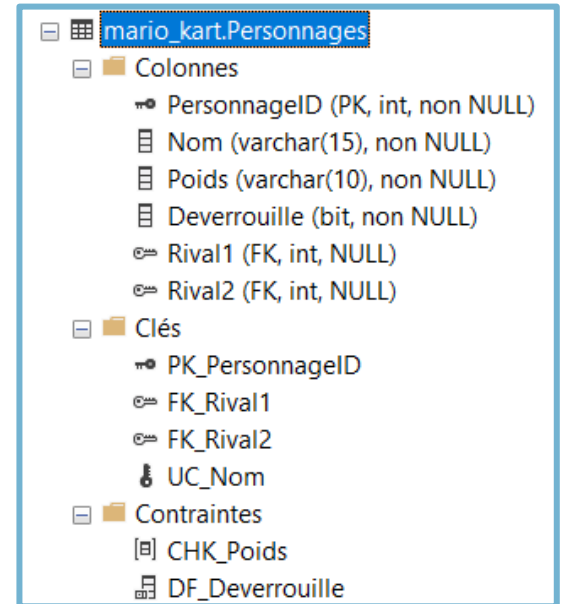 mario_kart.Personnages
Colonnes
PersonnageID (PK, int, non NULL)
Nom (varchar(15), non NULL)
Poids (varchar(10), non NULL)
Deverrouille (bit, non NULL)
Rival1 (FK, int, NULL)
Rival2 (FK, int, NULL)
Clés
PK_PersonnageID
FK_Rival1
FK_Rival2
UC_Nom
Contraintes
CHK_Poids
DF_Deverrouille